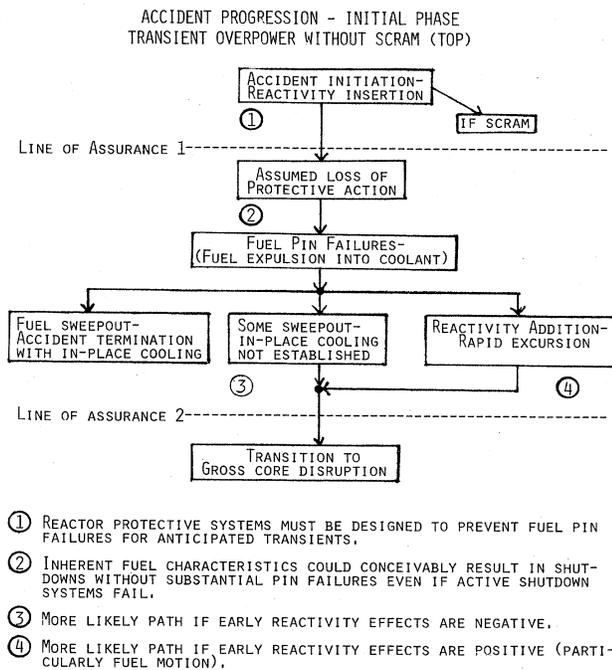 ACCIDENT PROGRESSION - INITIAL PHASE
TRANSIENT OVERPOWER WITHOUT SCRAM (TOP)
ACCIDENT INITIATION-
REACTIVITY INSERTION
①
IF SCRAM
LINE OF ASSURANCE 1
ASSUMED LOSS OF
PROTECTIVE ACTION
②
FUEL PIN FAILURES-
(FUEL EXPULSION INTO COOLANT)
FUEL SWEEPOUT-
ACCIDENT TERMINATION
WITH IN-PLACE COOLING
SOME SWEEPOUT-
IN-PLACE COOLING
NOT ESTABLISHED
REACTIVITY ADDITION-
RAPID EXCURSION
③
④
LINE OF ASSURANCE 2
TRANSITION TO
GROSS CORE DISRUPTION
① REACTOR PROTECTIVE SYSTEMS MUST BE DESIGNED TO PREVENT FUEL PIN
FAILURES FOR ANTICIPATED TRANSIENTS.
② INHERENT FUEL CHARACTERISTICS COULD CONCEIVABLY RESULT IN SHUT-
DOWNS WITHOUT SUBSTANTIAL PIN FAILURES EVEN IF ACTIVE SHUTDOWN
SYSTEMS FAIL.
③ MORE LIKELY PATH IF EARLY REACTIVITY EFFECTS ARE NEGATIVE.
④ MORE LIKELY PATH IF EARLY REACTIVITY EFFECTS ARE POSITIVE (PARTI-
CULARLY FUEL MOTION).